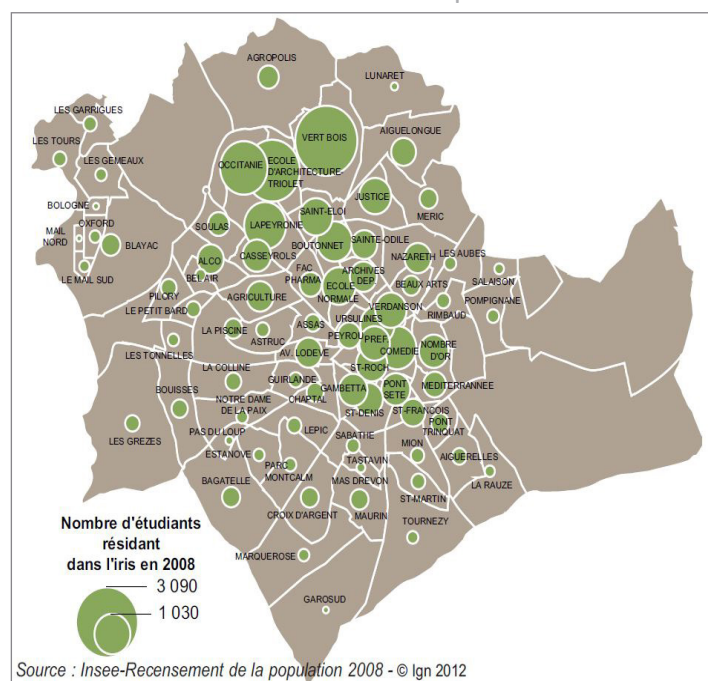 AGROPOLIS
LUNARET
LES GARRIGUES
VERT BOIS
AIGUELONGUE
LES TOURS
LES GEMEAUX
OCCITANIE
ECOLE
D'ARCHITECTURE-
TRIOLET
JUSTICE
MERIC
BOLOGNE
SAINT-ELOI
MAIL
NORD
OXFORD
BLAYAC
SOULAS
LAPEYRONIE
BOUTONNET
SAINTE-ODILE
LE MAIL SUD
ALCO
CASSEYROLS
NAZARETH
LES AUBES
BEL AIR
FAC
PHARMA
ARCHIVES
DEP.
SALAISON
PILORY
AGRICULTURE
ECOLE
NORMALE
BEAUX ARTS
LE PETIT BARD
VERDANSON
RIMBAUD
POMPIGNANE
LA PISCINE
ASTRUC
ASSAS
URSULINES
PEYROU
PREF.
COMEDIE
NOMBRE
D'OR
LES TONNELLES
AV. LODEVE
ST-ROCH
LA COLLINE
GUIRLANDE
CHAPTAL
GAMBETTA
PONT
SETE
MEDITERRANNEE
BOUISSES
NOTRE DAME
DE LA PAIX
ST-DENIS
ST-FRANCOIS
LES GREZES
PAS DU LOUP
LEPIC
PONT
TRINQUAT
ESTANOVE
SABATHE
MION
AIGUERELLES
PARC
MONTCALM
TASTAVIN
LA RAUZE
BAGATELLE
MAS DREVON
CROIX D'ARGENT
MAURIN
ST-MARTIN
TOURNEZY
MARQUEROSE
GAROSUD
Nombre d'étudiants
résidant
dans l'iris en 2008
3 090
1 030
Source : Insee-Recensement de la population 2008 - © Ign 2012